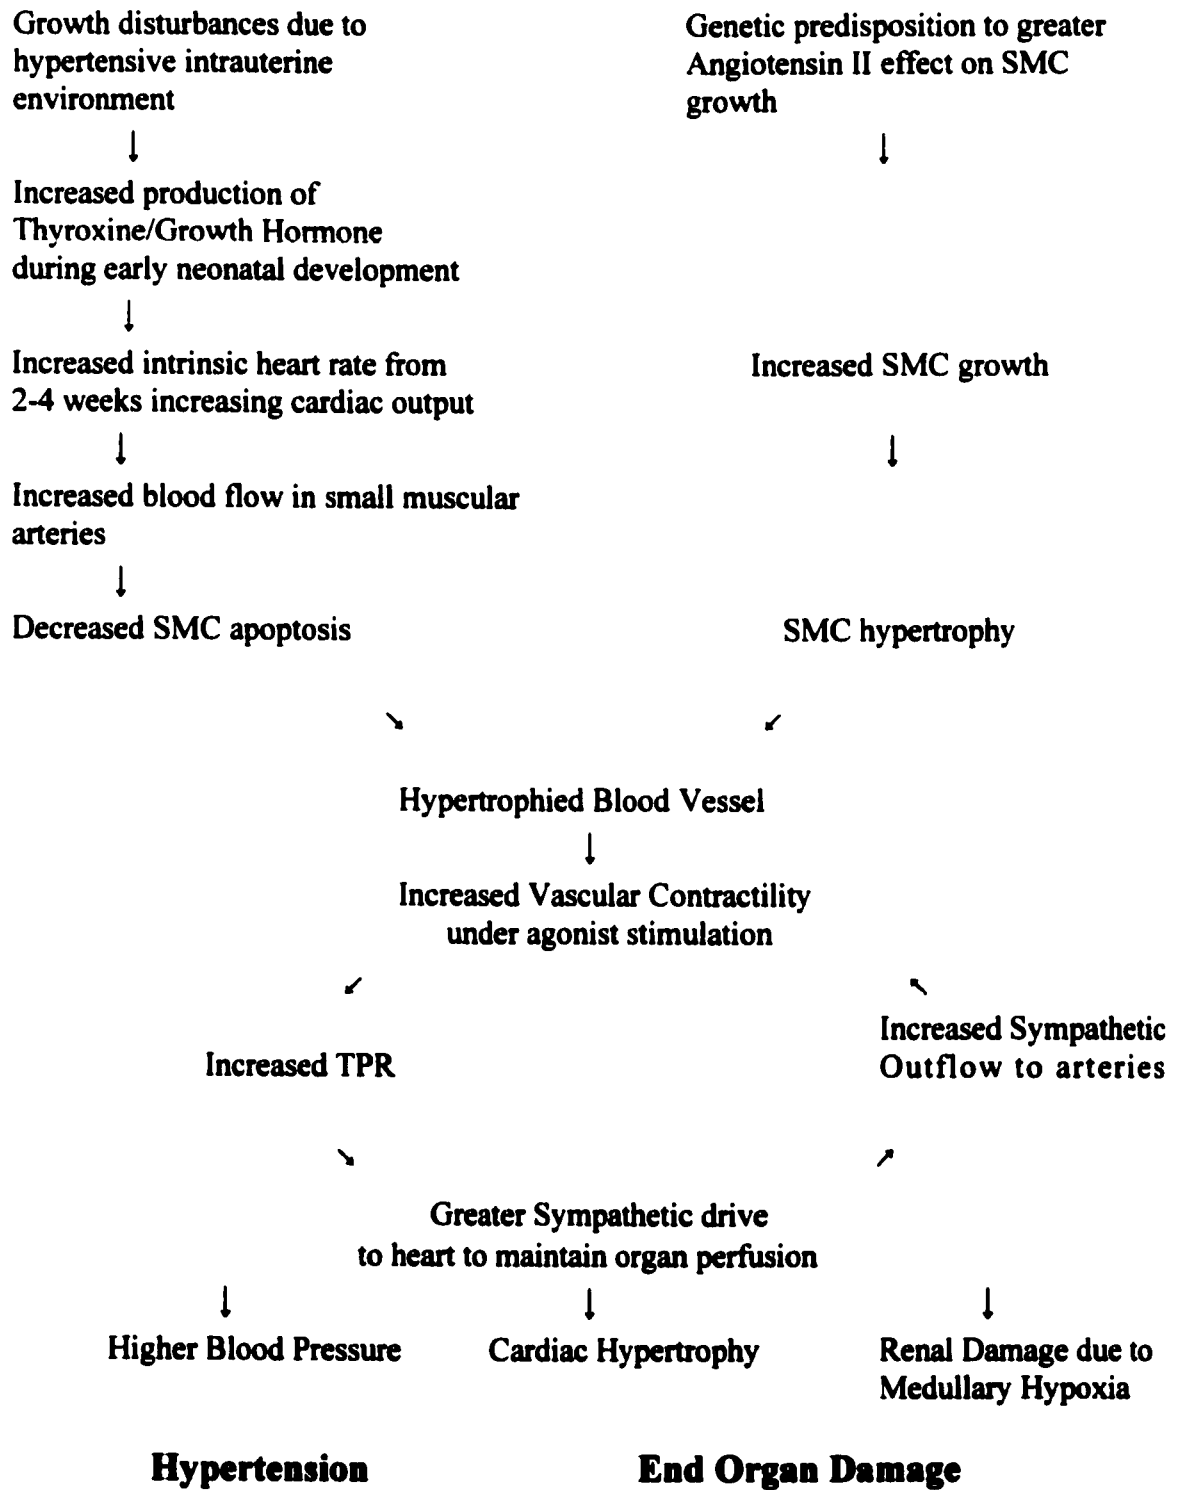 Growth disturbances due to
hypertensive intrauterine
environment
Genetic predisposition to greater
Angiotensin II effect on SMC
growth
↓
↓
Increased production of
Thyroxine/Growth Hormone
during early neonatal development
↓
Increased intrinsic heart rate from
2-4 weeks increasing cardiac output
Increased SMC growth
↓
↓
Increased blood flow in small muscular
arteries
↓
Decreased SMC apoptosis
SMC hypertrophy
↘
↙
Hypertrophied Blood Vessel
↓
Increased Vascular Contractility
under agonist stimulation
↙
↖
Increased TPR
Increased Sympathetic
Outflow to arteries
↘
↗
Greater Sympathetic drive
to heart to maintain organ perfusion
↓
↓
↓
Higher Blood Pressure
Cardiac Hypertrophy
Renal Damage due to
Medullary Hypoxia
Hypertension
End Organ Damage